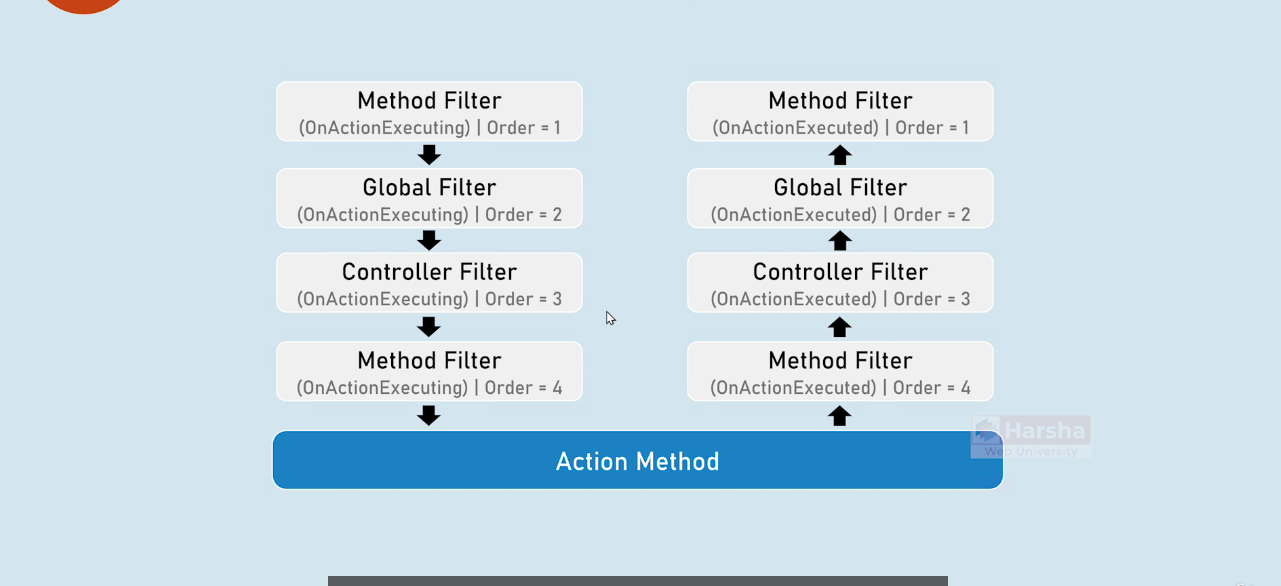 Method Filter
(OnActionExecuting) | Order = 1
Global Filter
(OnActionExecuting) | Order = 2
Controller Filter
(OnActionExecuting) | Order = 3
Method Filter
(OnActionExecuting) | Order = 4
Method Filter
(OnActionExecuted) | Order = 1
Global Filter
(OnActionExecuted) | Order = 2
Controller Filter
(OnActionExecuted) | Order = 3
Method Filter
(OnActionExecuted) | Order = 4
Action Method
Harsha
Web University